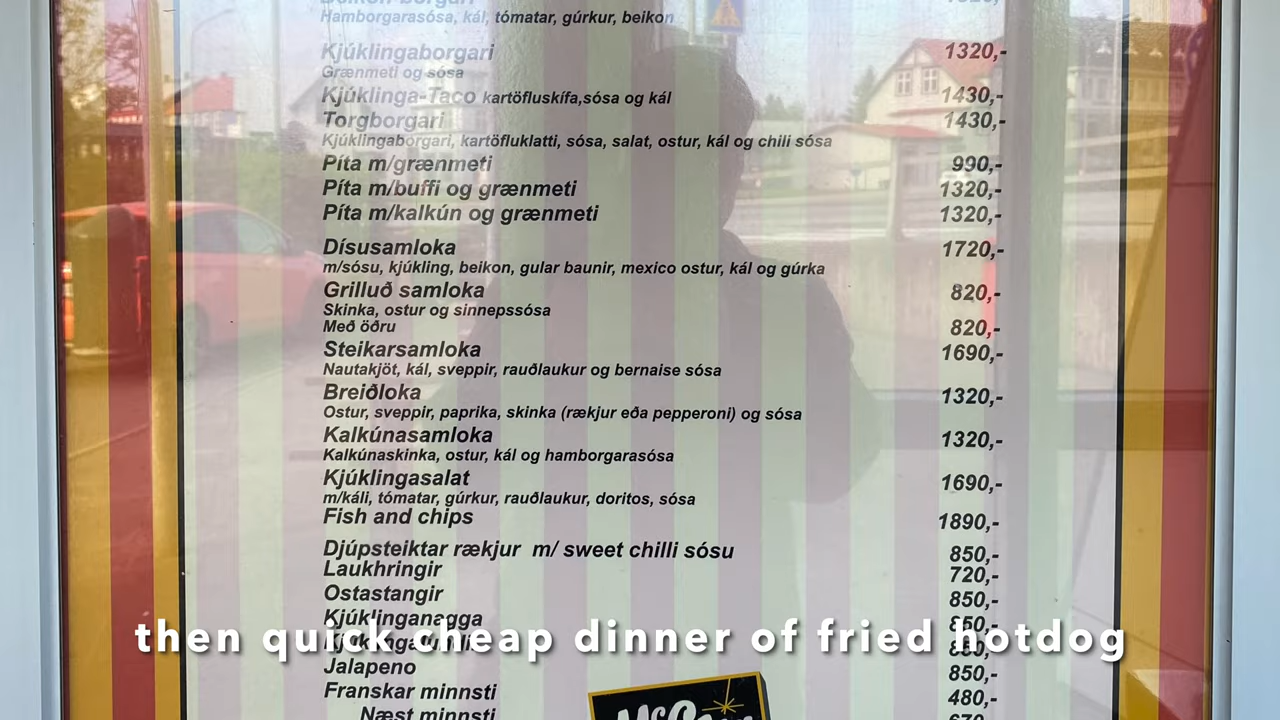 Beikon borgari 1320,-
Hamborgarasósa, kál, tómatar, gúrkur, beikon
Kjúklingaborgari 1320,-
Grænmeti og sósa
Kjúklinga-Taco kartöfluskífa,sósa og kál 1430,-
Torgborgari 1430,-
Kjúklingaborgari, kartöfluklatti, sósa, salat, ostur, kál og chili sósa
Píta m/grænmeti 990,-
Píta m/buffi og grænmeti 1320,-
Píta m/kalkún og grænmeti 1320,-
Dísusamloka 1720,-
m/sósu, kjúkling, beikon, gular baunir, mexico ostur, kál og gúrka
Grilluð samloka 820,-
Skinka, ostur og sinnepssósa
Með öðru 820,-
Steikarsamloka 1690,-
Nautakjöt, kál, sveppir, rauðlaukur og bernaise sósa
Breiðloka 1320,-
Ostur, sveppir, paprika, skinka (rækjur eða pepperoni) og sósa
Kalkúnasamloka 1320,-
Kalkúnaskinka, ostur, kál og hamborgarasósa
Kjúklingasalat 1690,-
m/káli, tómatar, gúrkur, rauðlaukur, doritos, sósa
Fish and chips 1890,-
Djúpsteiktar rækjur m/ sweet chilli sósu 850,-
Laukhringir 720,-
Ostastangir 850,-
Kjúklinganagga 850,-
then quick cheap dinner of fried hotdog
Jalapeno 850,-
Franskar minnsti 480,-
Næst minnsti